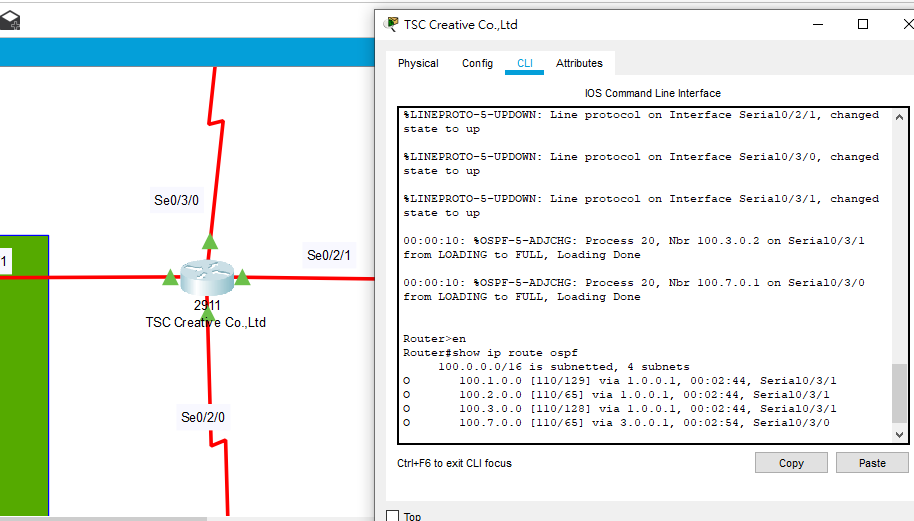 TSC Creative Co.,Ltd
Physical Config CLI Attributes
IOS Command Line Interface
%LINEPROTO-5-UPDOWN: Line protocol on Interface Serial0/2/1, changed
state to up
%LINEPROTO-5-UPDOWN: Line protocol on Interface Serial0/3/0, changed
state to up
%LINEPROTO-5-UPDOWN: Line protocol on Interface Serial0/3/1, changed
state to up
00:00:10: %OSPF-5-ADJCHG: Process 20, Nbr 100.3.0.2 on Serial0/3/1
from LOADING to FULL, Loading Done
00:00:10: %OSPF-5-ADJCHG: Process 20, Nbr 100.7.0.1 on Serial0/3/0
from LOADING to FULL, Loading Done
Router>en
Router#show ip route ospf
100.0.0.0/16 is subnetted, 4 subnets
O 100.1.0.0 [110/129] via 1.0.0.1, 00:02:44, Serial0/3/1
O 100.2.0.0 [110/65] via 1.0.0.1, 00:02:44, Serial0/3/1
O 100.3.0.0 [110/128] via 1.0.0.1, 00:02:44, Serial0/3/1
O 100.7.0.0 [110/65] via 3.0.0.1, 00:02:54, Serial0/3/0
Ctrl+F6 to exit CLI focus
Copy
Paste
Top
Se0/3/0
Se0/2/1
1
2911
TSC Creative Co.,Ltd
Se0/2/0